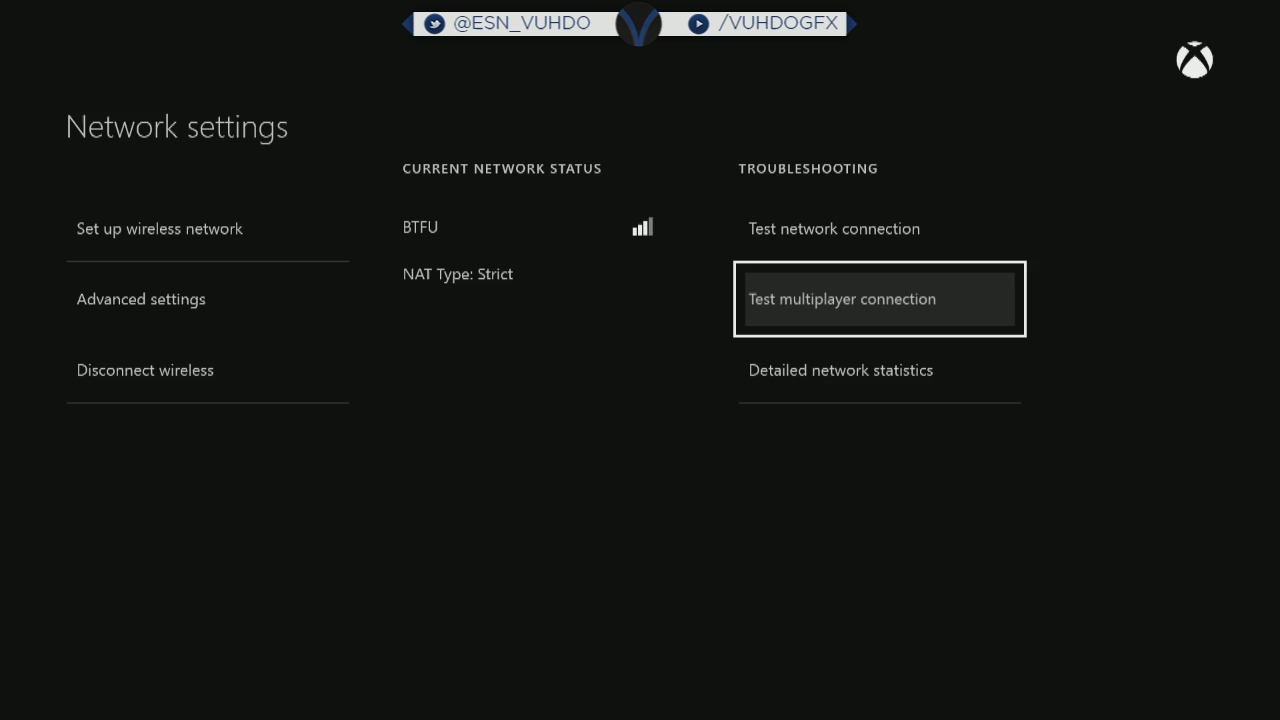 @ESN_VUHDO /VUHDOGFX
Network settings
CURRENT NETWORK STATUS
TROUBLESHOOTING
Set up wireless network
BTFU
Test network connection
Advanced settings
NAT Type: Strict
Test multiplayer connection
Disconnect wireless
Detailed network statistics